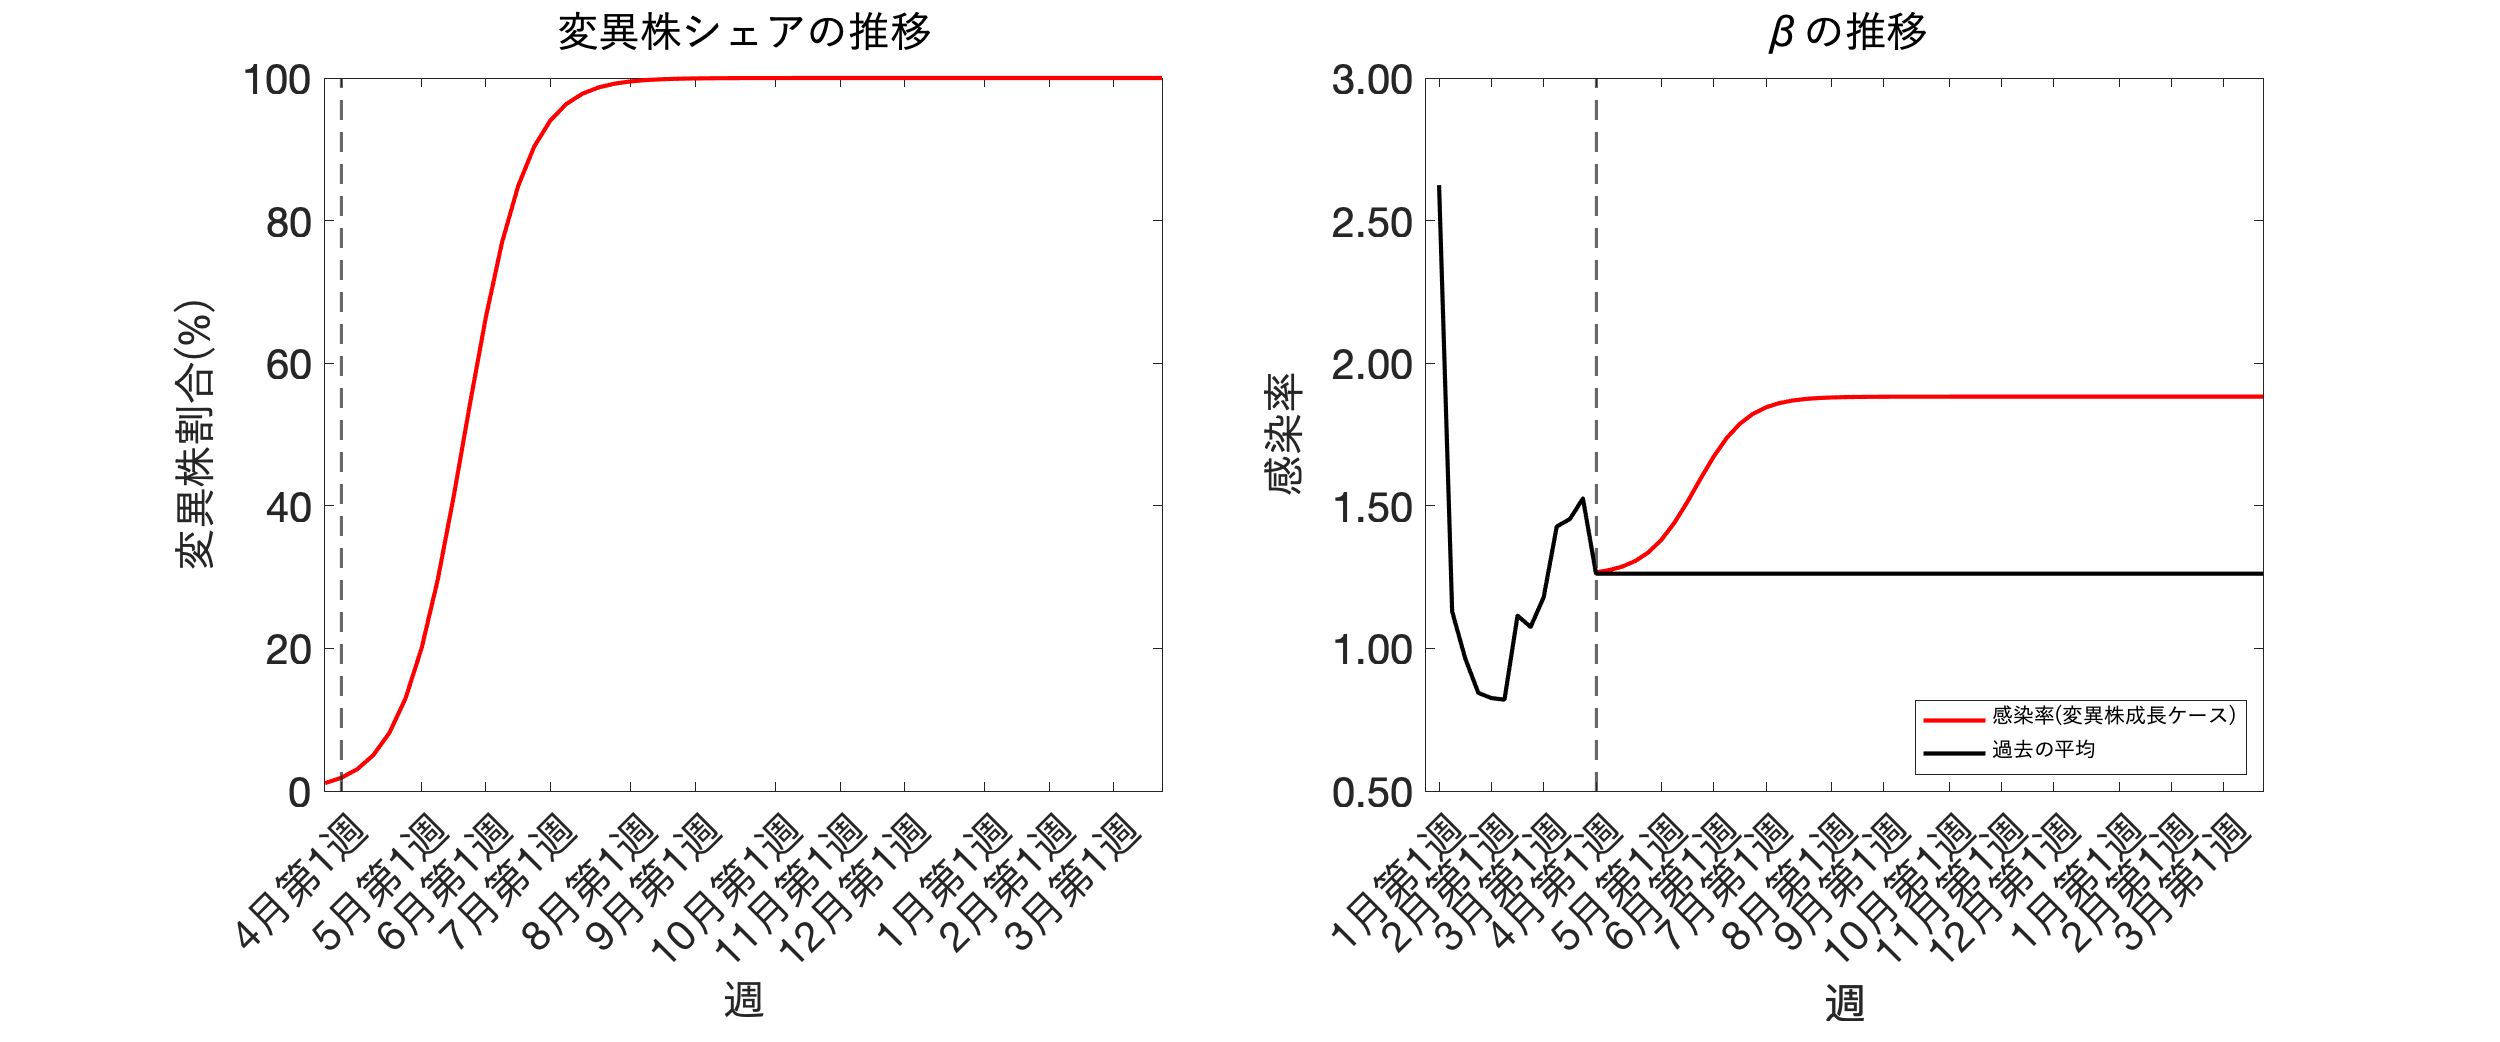 変異株シェアの推移
変異株割合(%)
100
80
60
40
20
0
4月第1週
5月第1週
6月第1週
7月第1週
8月第1週
9月第1週
10月第1週
11月第1週
12月第1週
1月第1週
2月第1週
3月第1週
週
βの推移
感染率
3.00
2.50
2.00
1.50
1.00
0.50
感染率(変異株成長ケース)
過去の平均
1月第1週
2月第1週
3月第1週
4月第1週
5月第1週
6月第1週
7月第1週
8月第1週
9月第1週
10月第1週
11月第1週
12月第1週
1月第1週
2月第1週
3月第1週
週